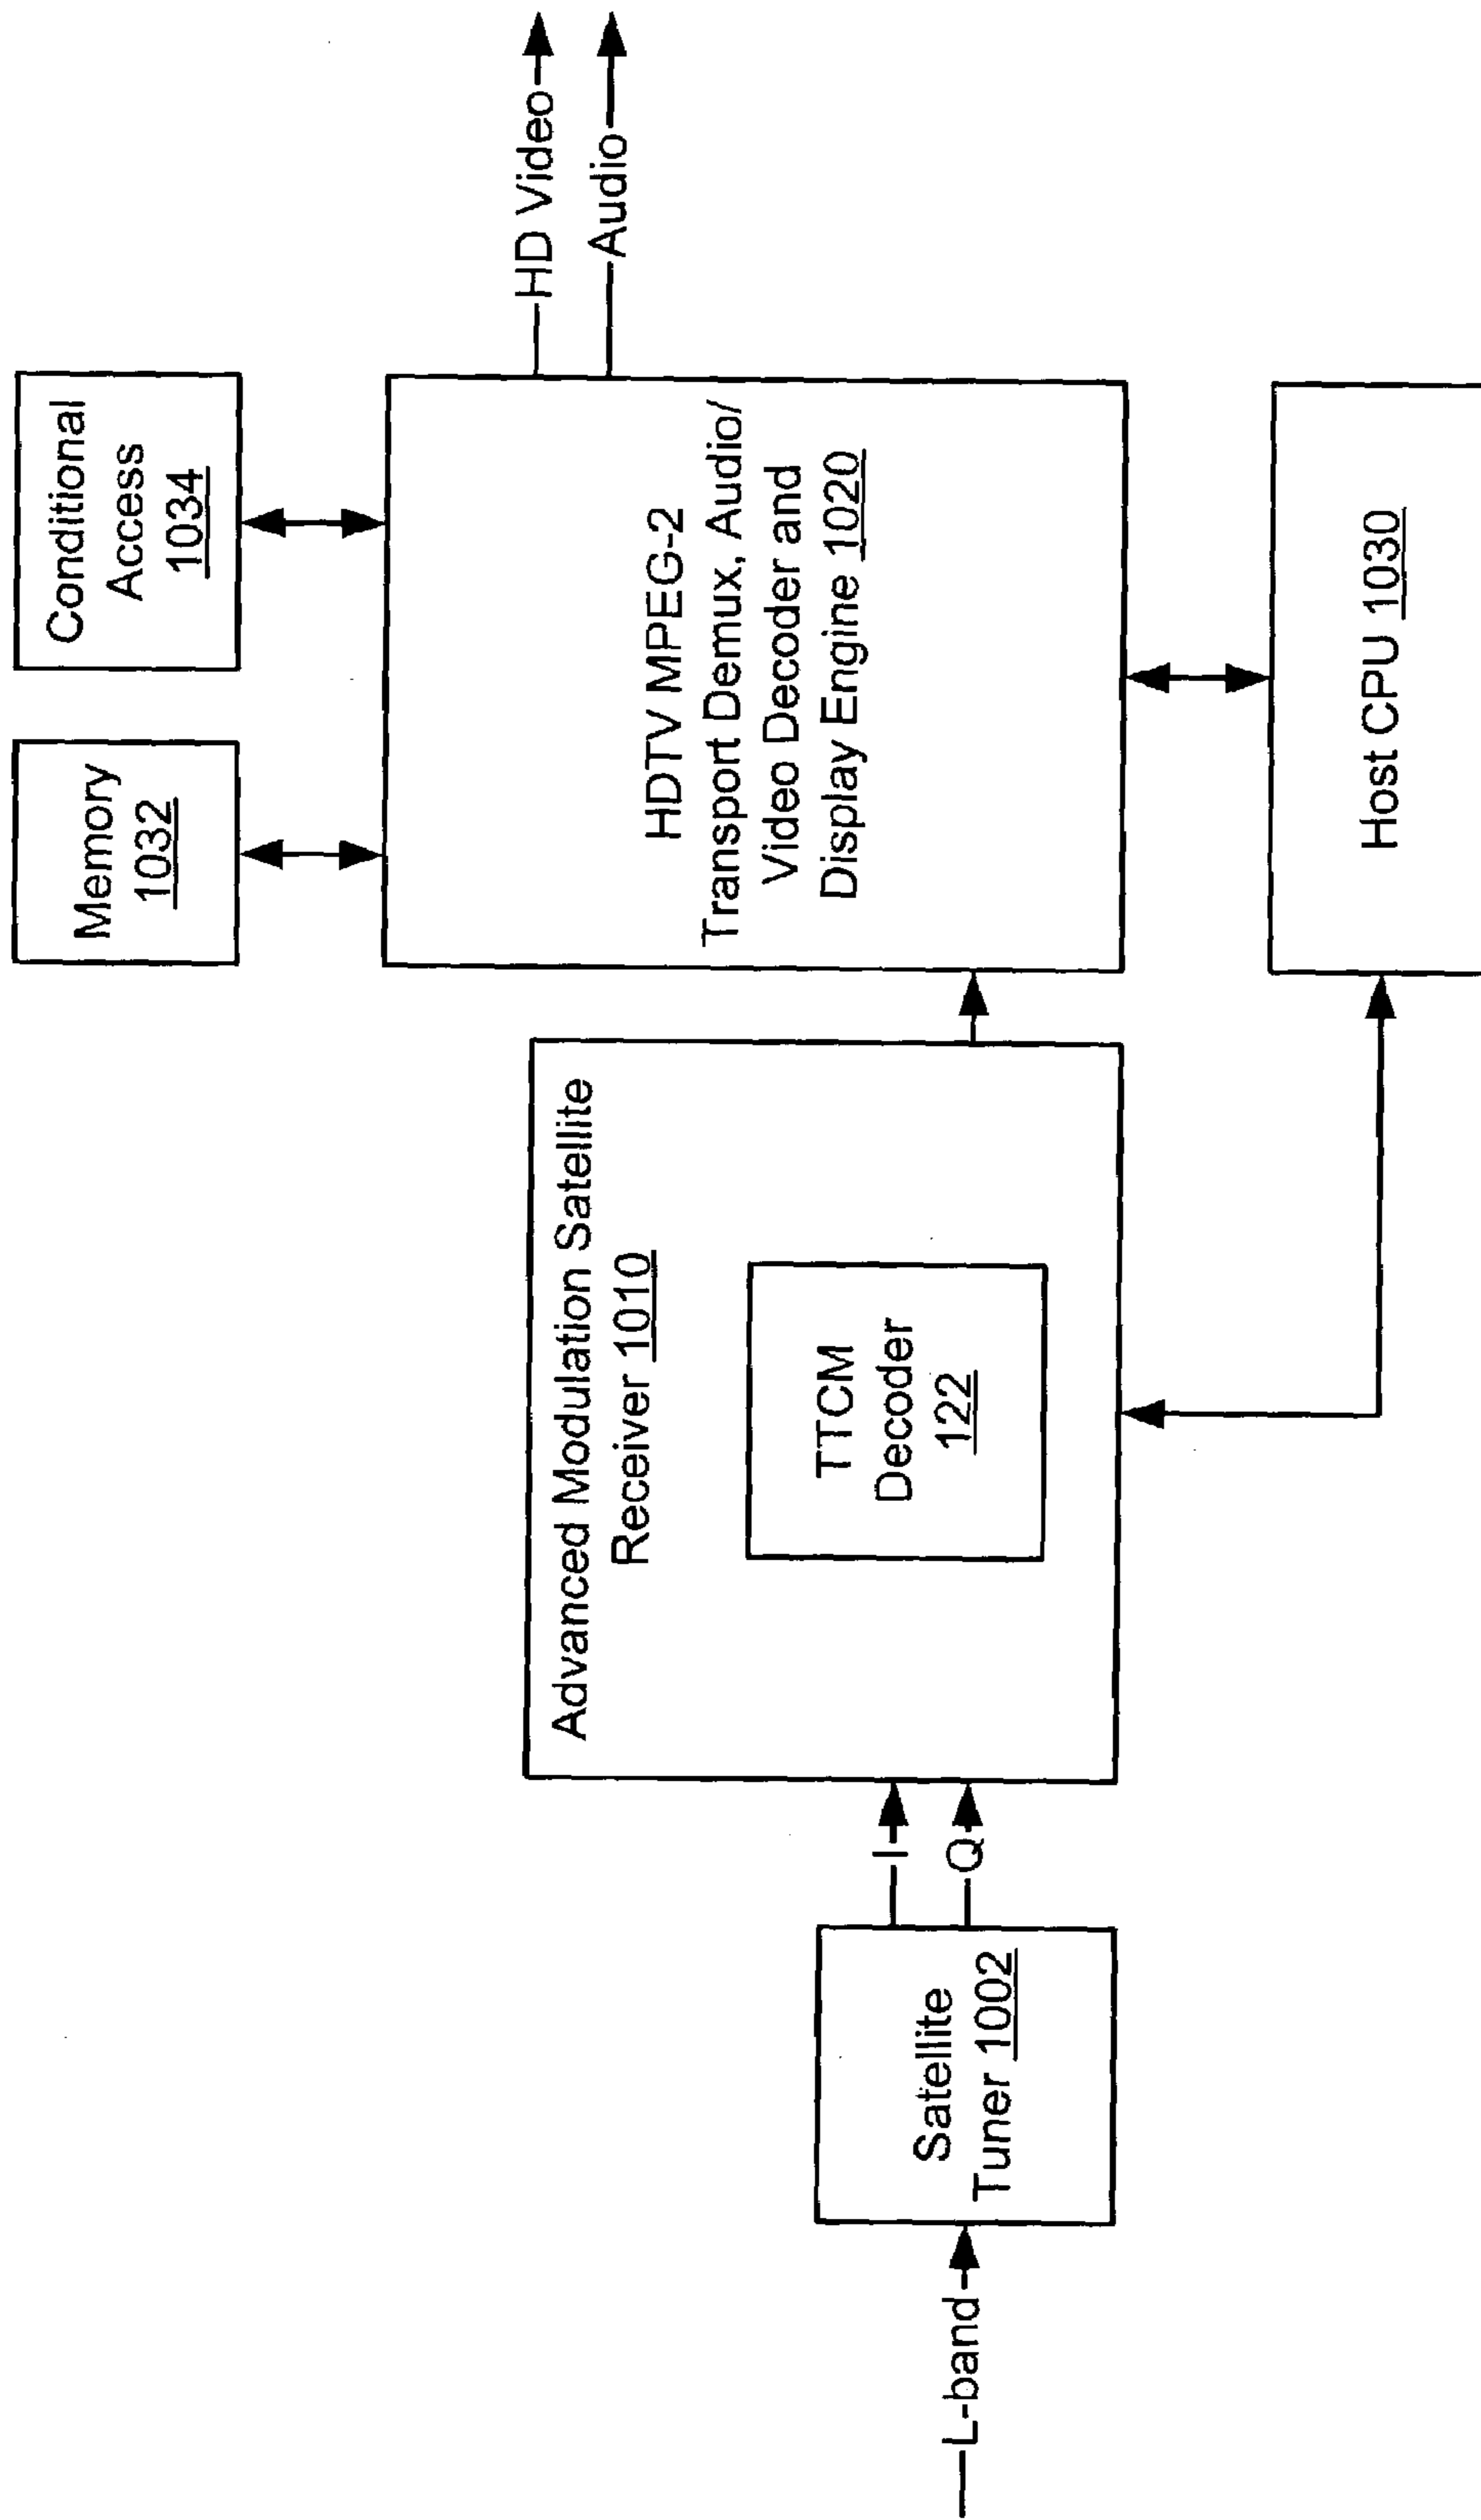 L-band
Satellite
Tuner 1002
I
Q
Advanced Modulation Satellite
Receiver 1010
TTCM
Decoder
122
Memory
1032
Conditional
Access
1034
HDTV MPEG-2
Transport Demux, Audio/
Video Decoder and
Display Engine 1020
HD Video
Audio
Host CPU 1030